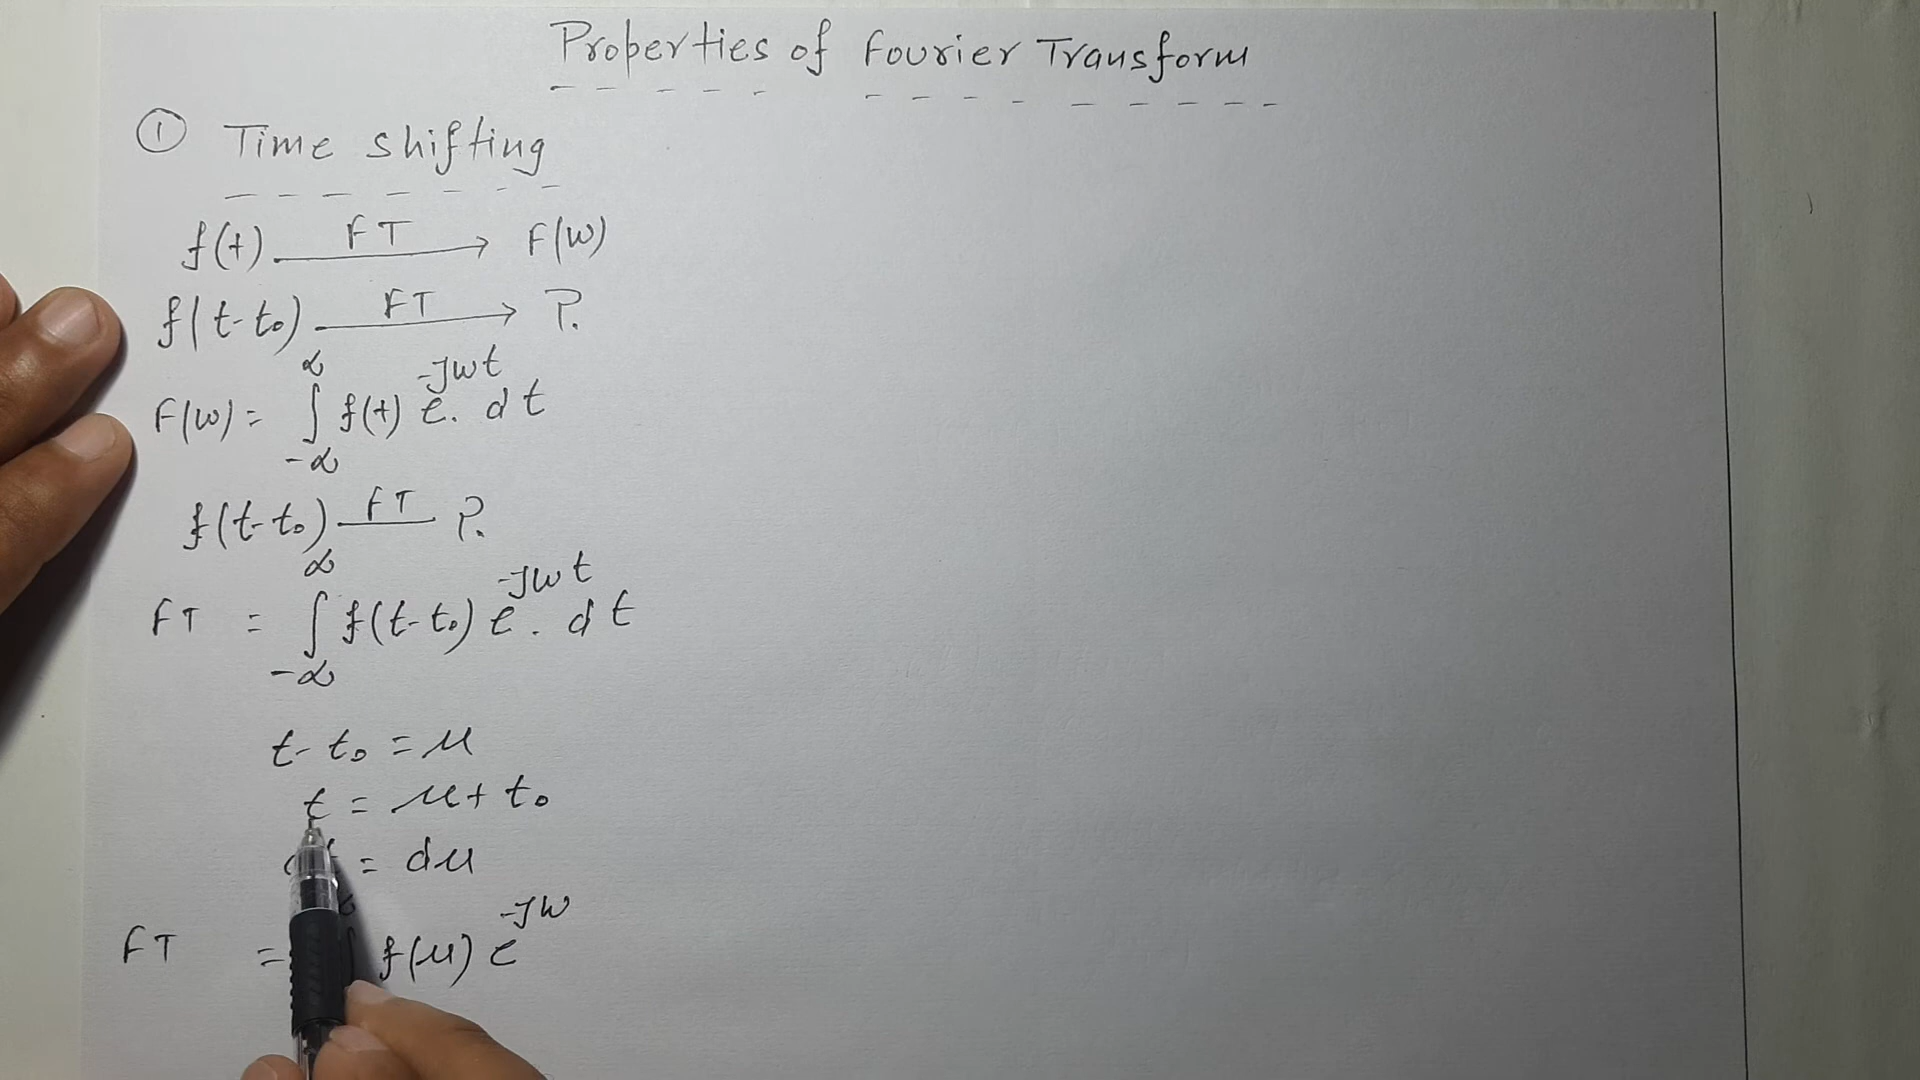 Properties of Fourier Transform
① Time shifting
f(t) FT → F(w)
f(t-t₀) FT → ?
F(w) = ∫ f(t) e^-jwt . dt
∞
-∞
f(t-t₀) FT ?
FT = ∫ f(t-t₀) e^-jwt . dt
∞
-∞
t-t₀ = u
t = u+t₀
= du
FT = f(u) e^-jw